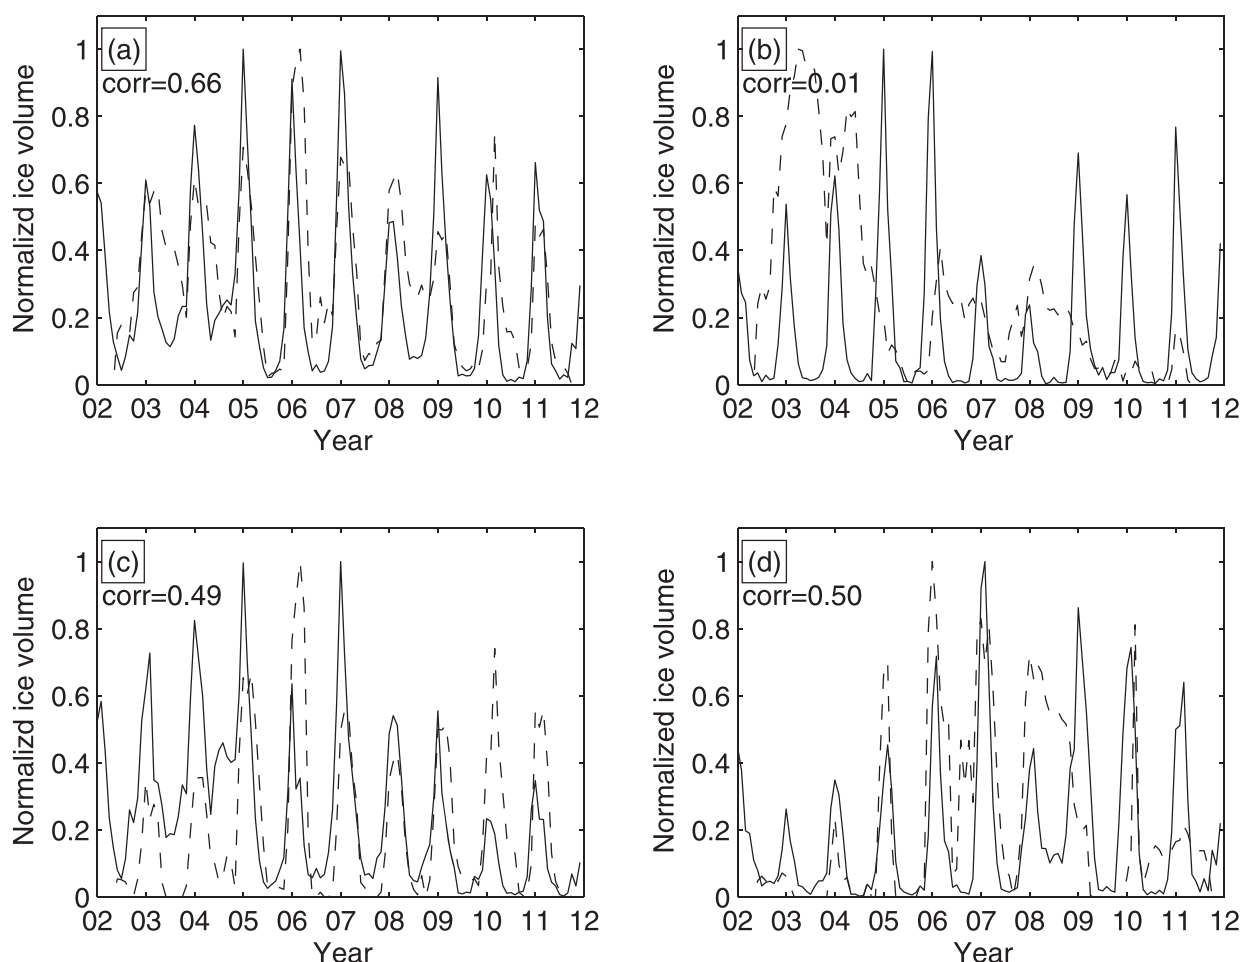 (a)
corr=0.66
Normalizd ice volume
1
0.8
0.6
0.4
0.2
0
02 03 04 05 06 07 08 09 10 11 12
Year
(b)
corr=0.01
Normalizd ice volume
1
0.8
0.6
0.4
0.2
0
02 03 04 05 06 07 08 09 10 11 12
Year
(c)
corr=0.49
Normalizd ice volume
1
0.8
0.6
0.4
0.2
0
02 03 04 05 06 07 08 09 10 11 12
Year
(d)
corr=0.50
Normalized ice volume
1
0.8
0.6
0.4
0.2
0
02 03 04 05 06 07 08 09 10 11 12
Year